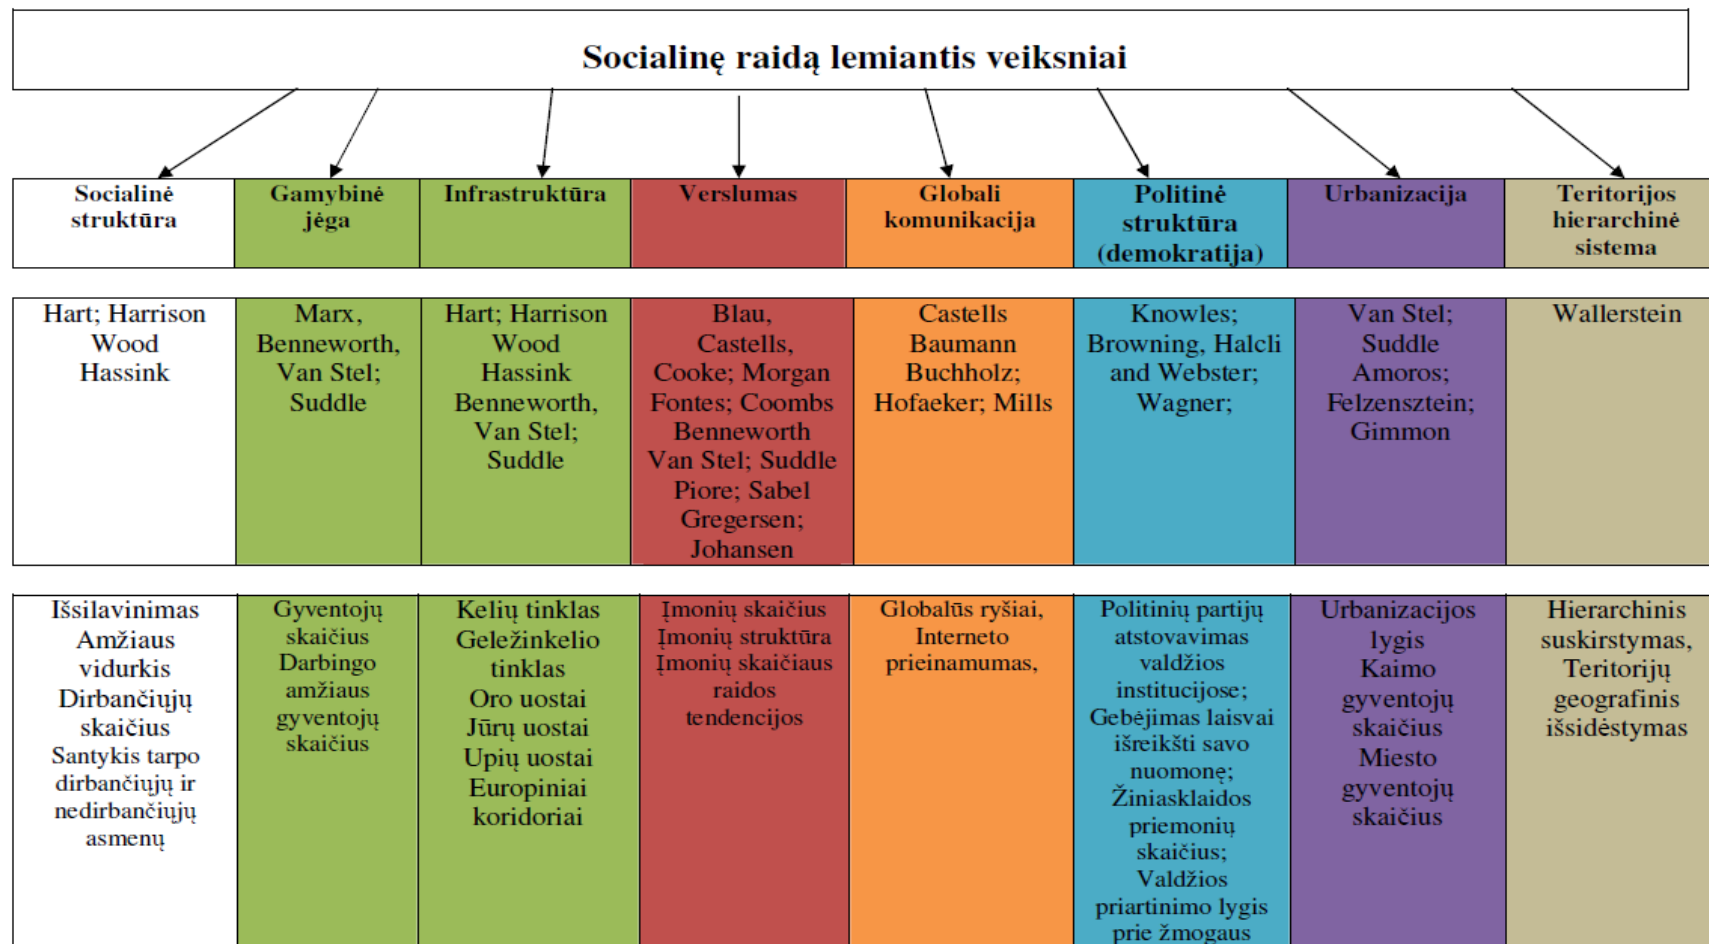 Socialinę raidą lemiantis veiksniai
Socialinė
struktūra
Gamybinė
jėga
Infrastruktūra
Verslumas
Globali
komunikacija
Politinė
struktūra
(demokratija)
Urbanizacija
Teritorijos
hierarchinė
sistema
Hart; Harrison
Wood
Hassink
Marx,
Benneworth,
Van Stel;
Suddle
Hart; Harrison
Wood
Hassink
Benneworth,
Van Stel;
Suddle
Blau,
Castells,
Cooke; Morgan
Fontes; Coombs
Benneworth
Van Stel; Suddle
Piore; Sabel
Gregersen;
Johansen
Castells
Baumann
Buchholz;
Hofaeker; Mills
Knowles;
Browning, Halcli
and Webster;
Wagner;
Van Stel;
Suddle
Amoros;
Felzensztein;
Gimmon
Wallerstein
Išsilavinimas
Amžiaus
vidurkis
Dirbančiųjų
skaičius
Santykis tarpo
dirbančiųjų ir
nedirbančiųjų
asmenų
Gyventojų
skaičius
Darbingo
amžiaus
gyventojų
skaičius
Kelių tinklas
Geležinkelio
tinklas
Oro uostai
Jūrų uostai
Upių uostai
Europiniai
koridoriai
Įmonių skaičius
Įmonių struktūra
Įmonių skaičiaus
raidos
tendencijos
Globalūs ryšiai,
Interneto
prieinamumas,
Politinių partijų
atstovavimas
valdžios
institucijose;
Gebėjimas laisvai
išreikšti savo
nuomonę;
Žiniasklaidos
priemonių
skaičius;
Valdžios
priartinimo lygis
prie žmogaus
Urbanizacijos
lygis
Kaimo
gyventojų
skaičius
Miesto
gyventojų
skaičius
Hierarchinis
suskirstymas,
Teritorijų
geografinis
išsidėstymas